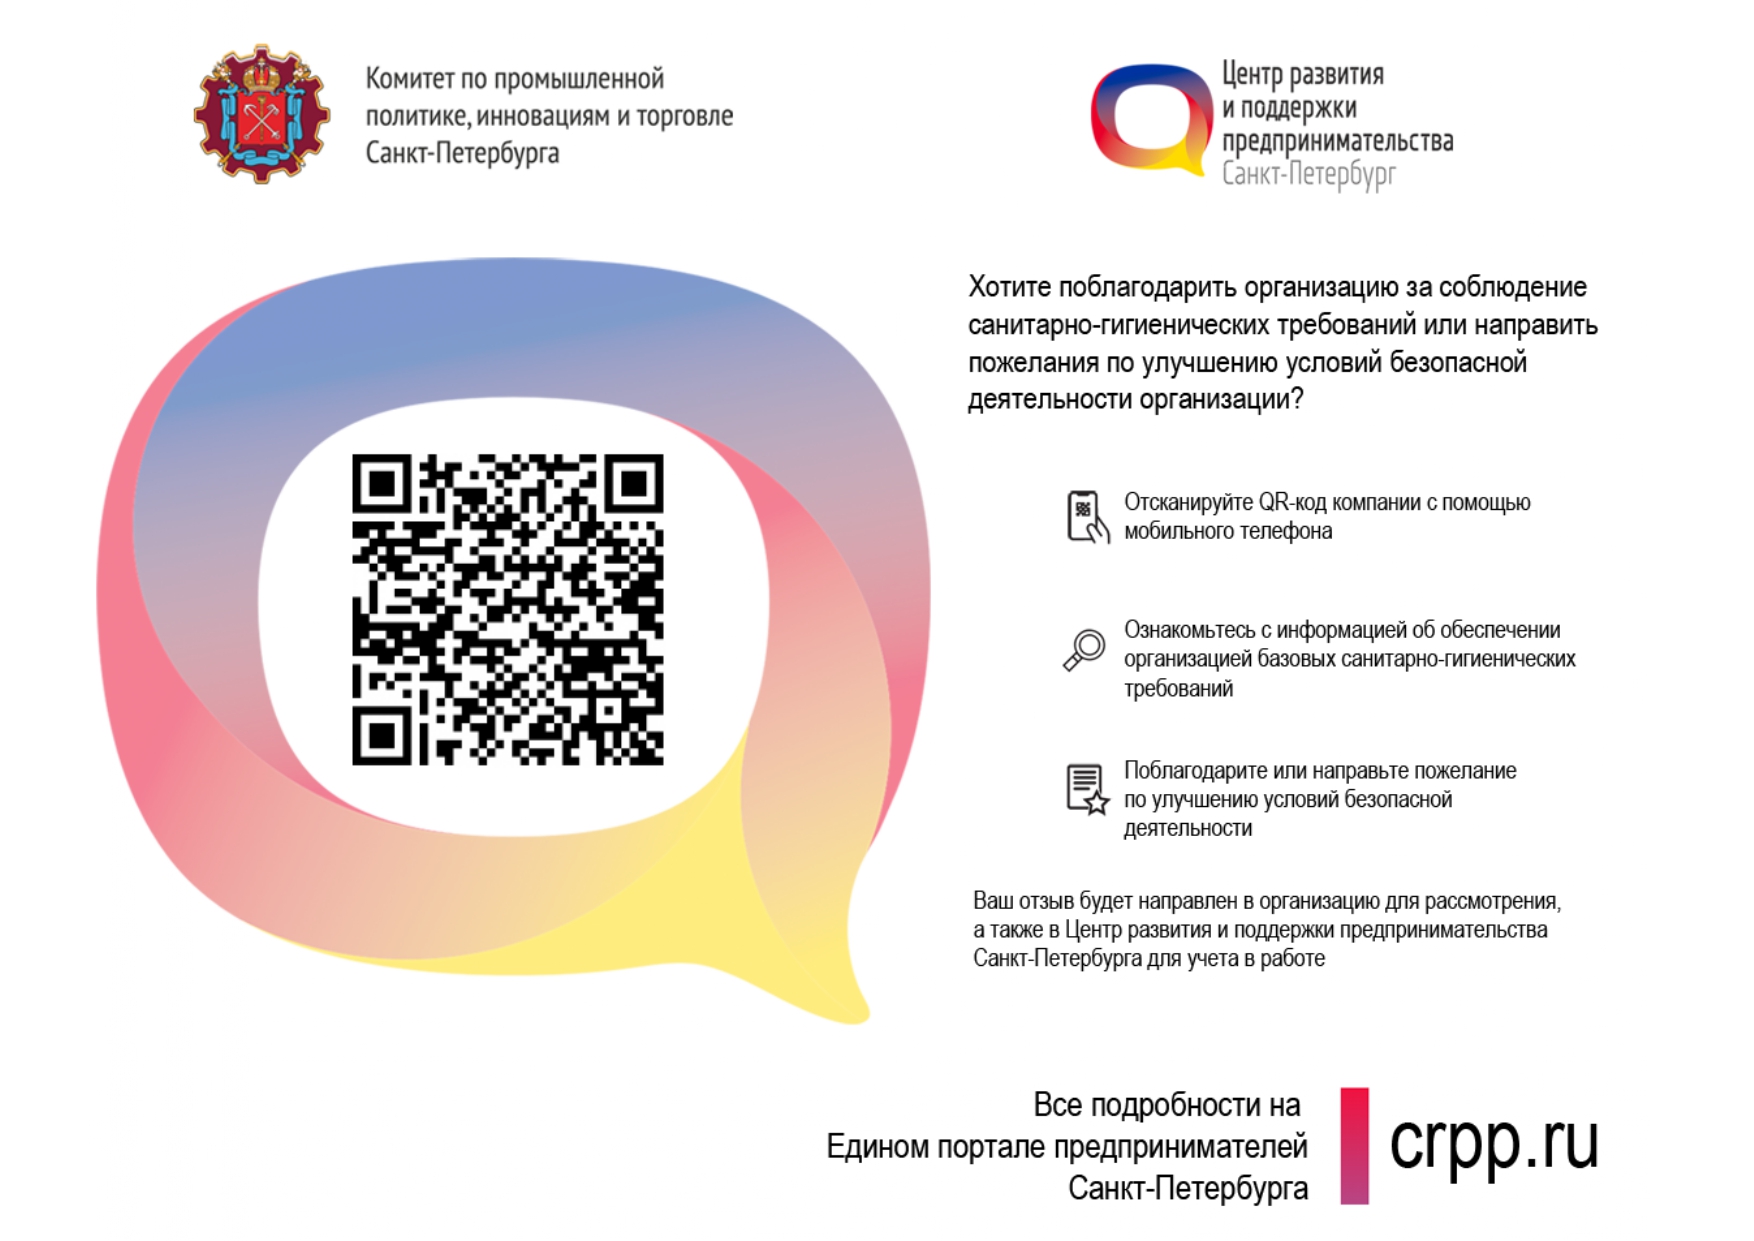 Комитет по промышленной
политике, инновациям и торговле
Санкт-Петербурга
Центр развития
и поддержки
предпринимательства
Санкт-Петербург
Хотите поблагодарить организацию за соблюдение
санитарно-гигиенических требований или направить
пожелания по улучшению условий безопасной
деятельности организации?
Отсканируйте QR-код компании с помощью
мобильного телефона
Ознакомьтесь с информацией об обеспечении
организацией базовых санитарно-гигиенических
требований
Поблагодарите или направьте пожелание
по улучшению условий безопасной
деятельности
Ваш отзыв будет направлен в организацию для рассмотрения,
а также в Центр развития и поддержки предпринимательства
Санкт-Петербурга для учета в работе
Все подробности на
Едином портале предпринимателей
Санкт-Петербурга
crpp.ru